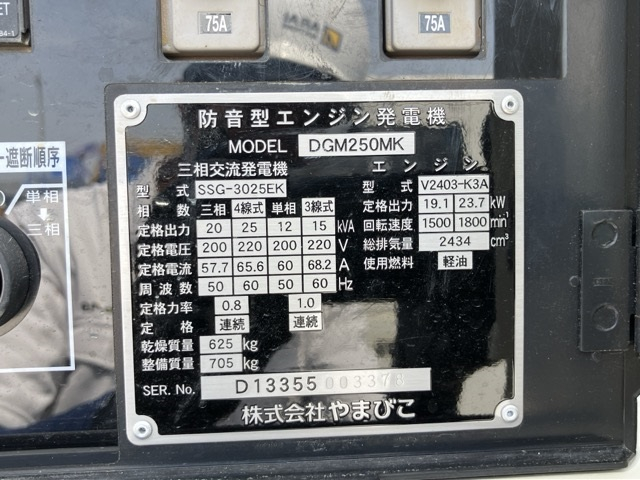 75A
75A
遮断順序
単相
三相
防音型エンジン発電機
MODEL DGM250MK
三相交流発電機
型式 SSG-3025EK
相数 三相 4線式 単相 3線式
定格出力 20 25 12 15 kVA
定格電圧 200 220 200 220 V
定格電流 57.7 65.6 60 68.2 A
周波数 50 60 50 60 Hz
定格力率 0.8 1.0
定格 連続 連続
乾燥質量 625 kg
整備質量 705 kg
エンジン
型式 V2403-K3A
定格出力 19.1 23.7 kW
回転速度 1500 1800 min⁻¹
総排気量 2434 cm³
使用燃料 軽油
SER. No. D13355 003378
株式会社やまびこ